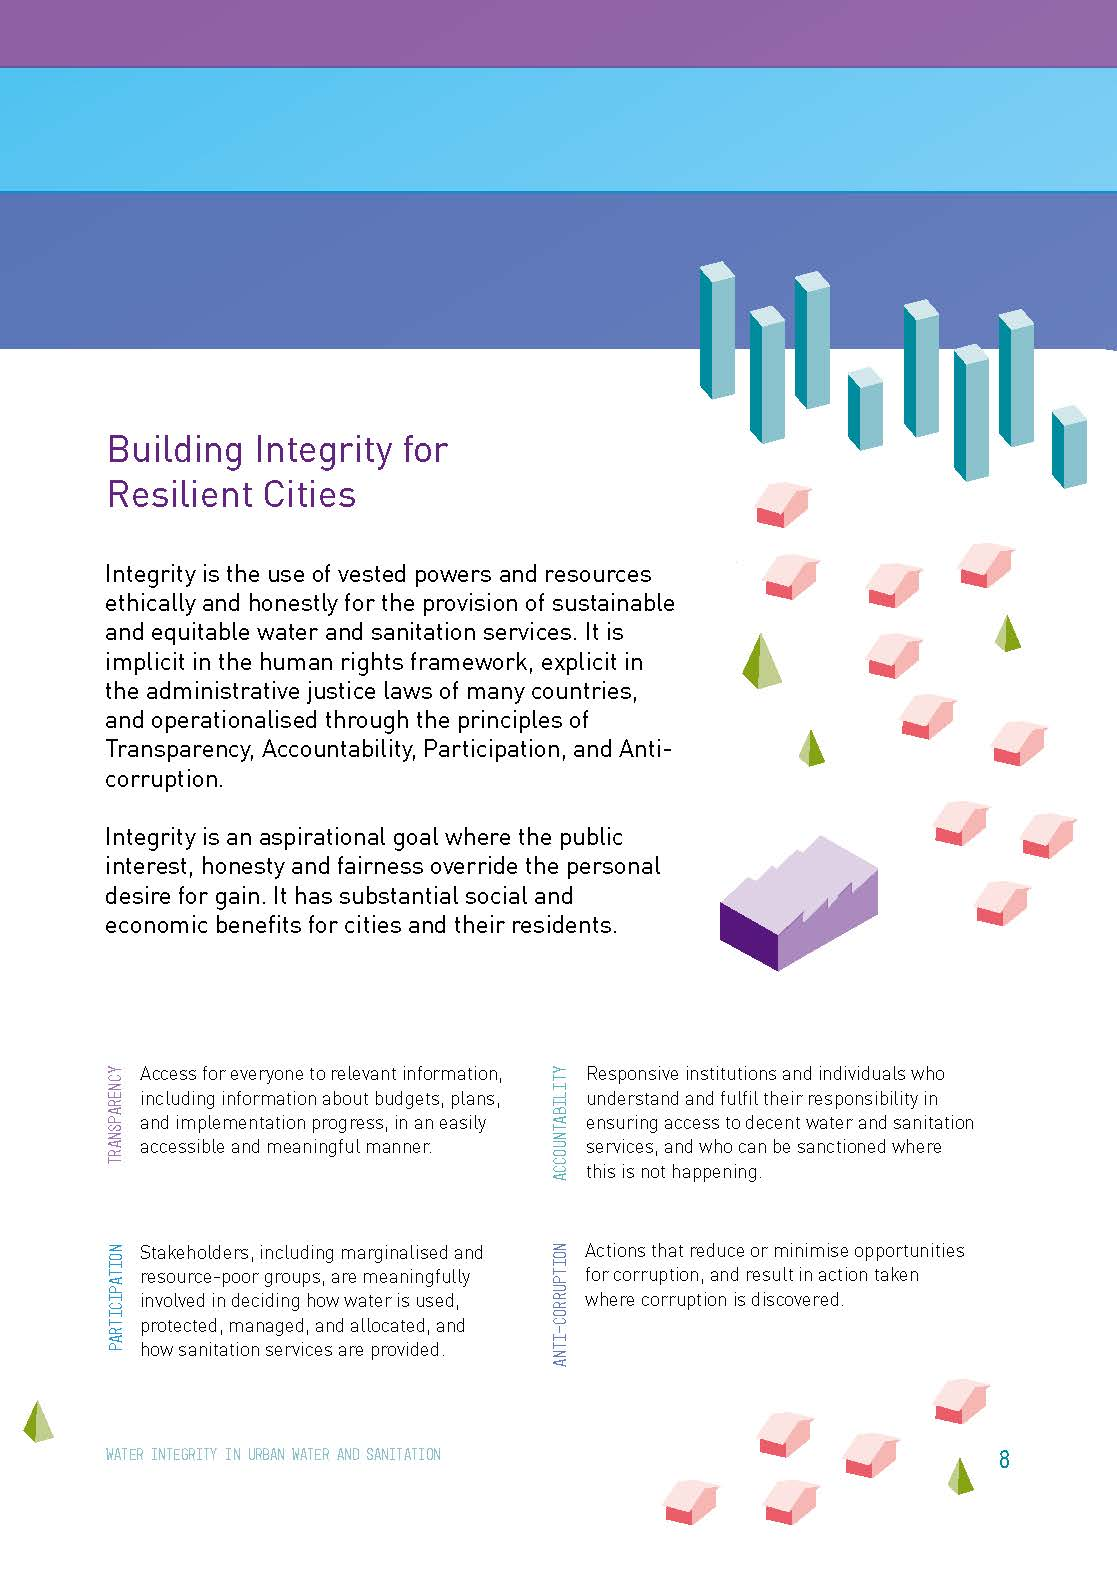 Building Integrity for
Resilient Cities
Integrity is the use of vested powers and resources
ethically and honestly for the provision of sustainable
and equitable water and sanitation services. It is
implicit in the human rights framework, explicit in
the administrative justice laws of many countries,
and operationalised through the principles of
Transparency, Accountability, Participation, and Anti-
corruption.
Integrity is an aspirational goal where the public
interest, honesty and fairness override the personal
desire for gain. It has substantial social and
economic benefits for cities and their residents.
TRANSPARENCY
Access for everyone to relevant information,
including information about budgets, plans,
and implementation progress, in an easily
accessible and meaningful manner.
ACCOUNTABILITY
Responsive institutions and individuals who
understand and fulfil their responsibility in
ensuring access to decent water and sanitation
services, and who can be sanctioned where
this is not happening.
PARTICIPATION
Stakeholders, including marginalised and
resource-poor groups, are meaningfully
involved in deciding how water is used,
protected, managed, and allocated, and
how sanitation services are provided.
ANTI-CORRUPTION
Actions that reduce or minimise opportunities
for corruption, and result in action taken
where corruption is discovered.
WATER INTEGRITY IN URBAN WATER AND SANITATION
8